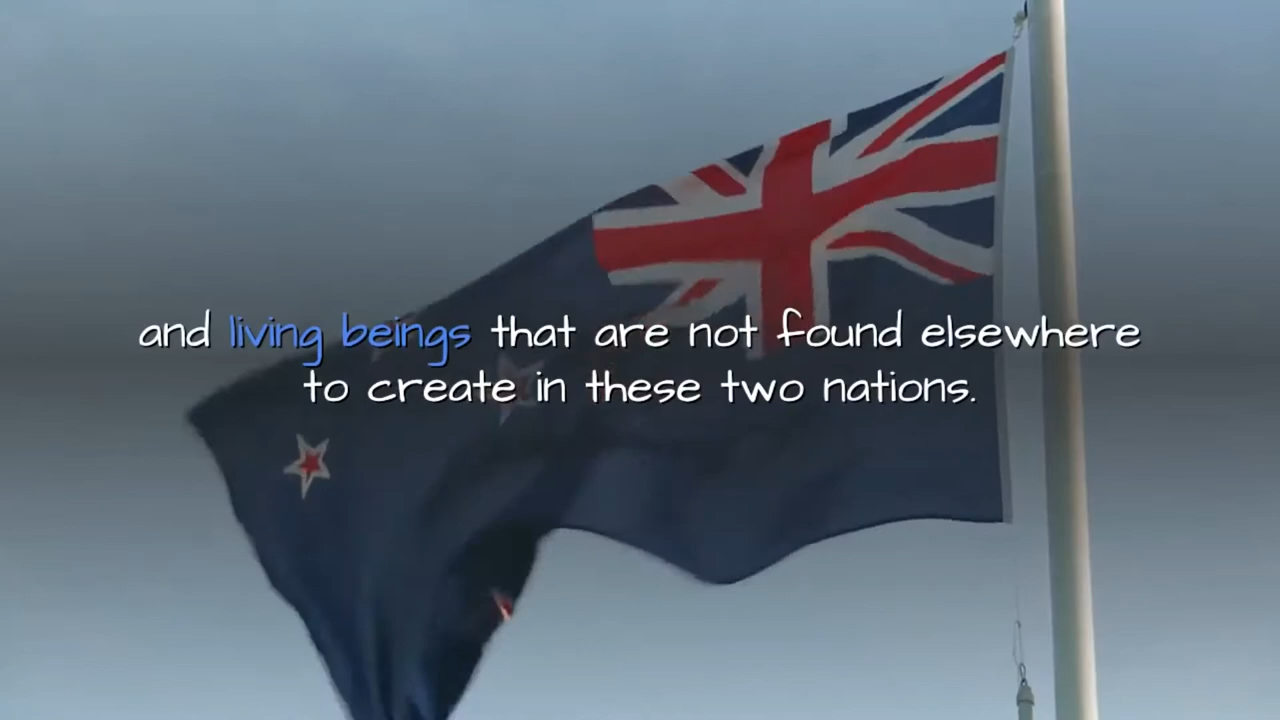 and living beings that are not found elsewhere
to create in these two nations.